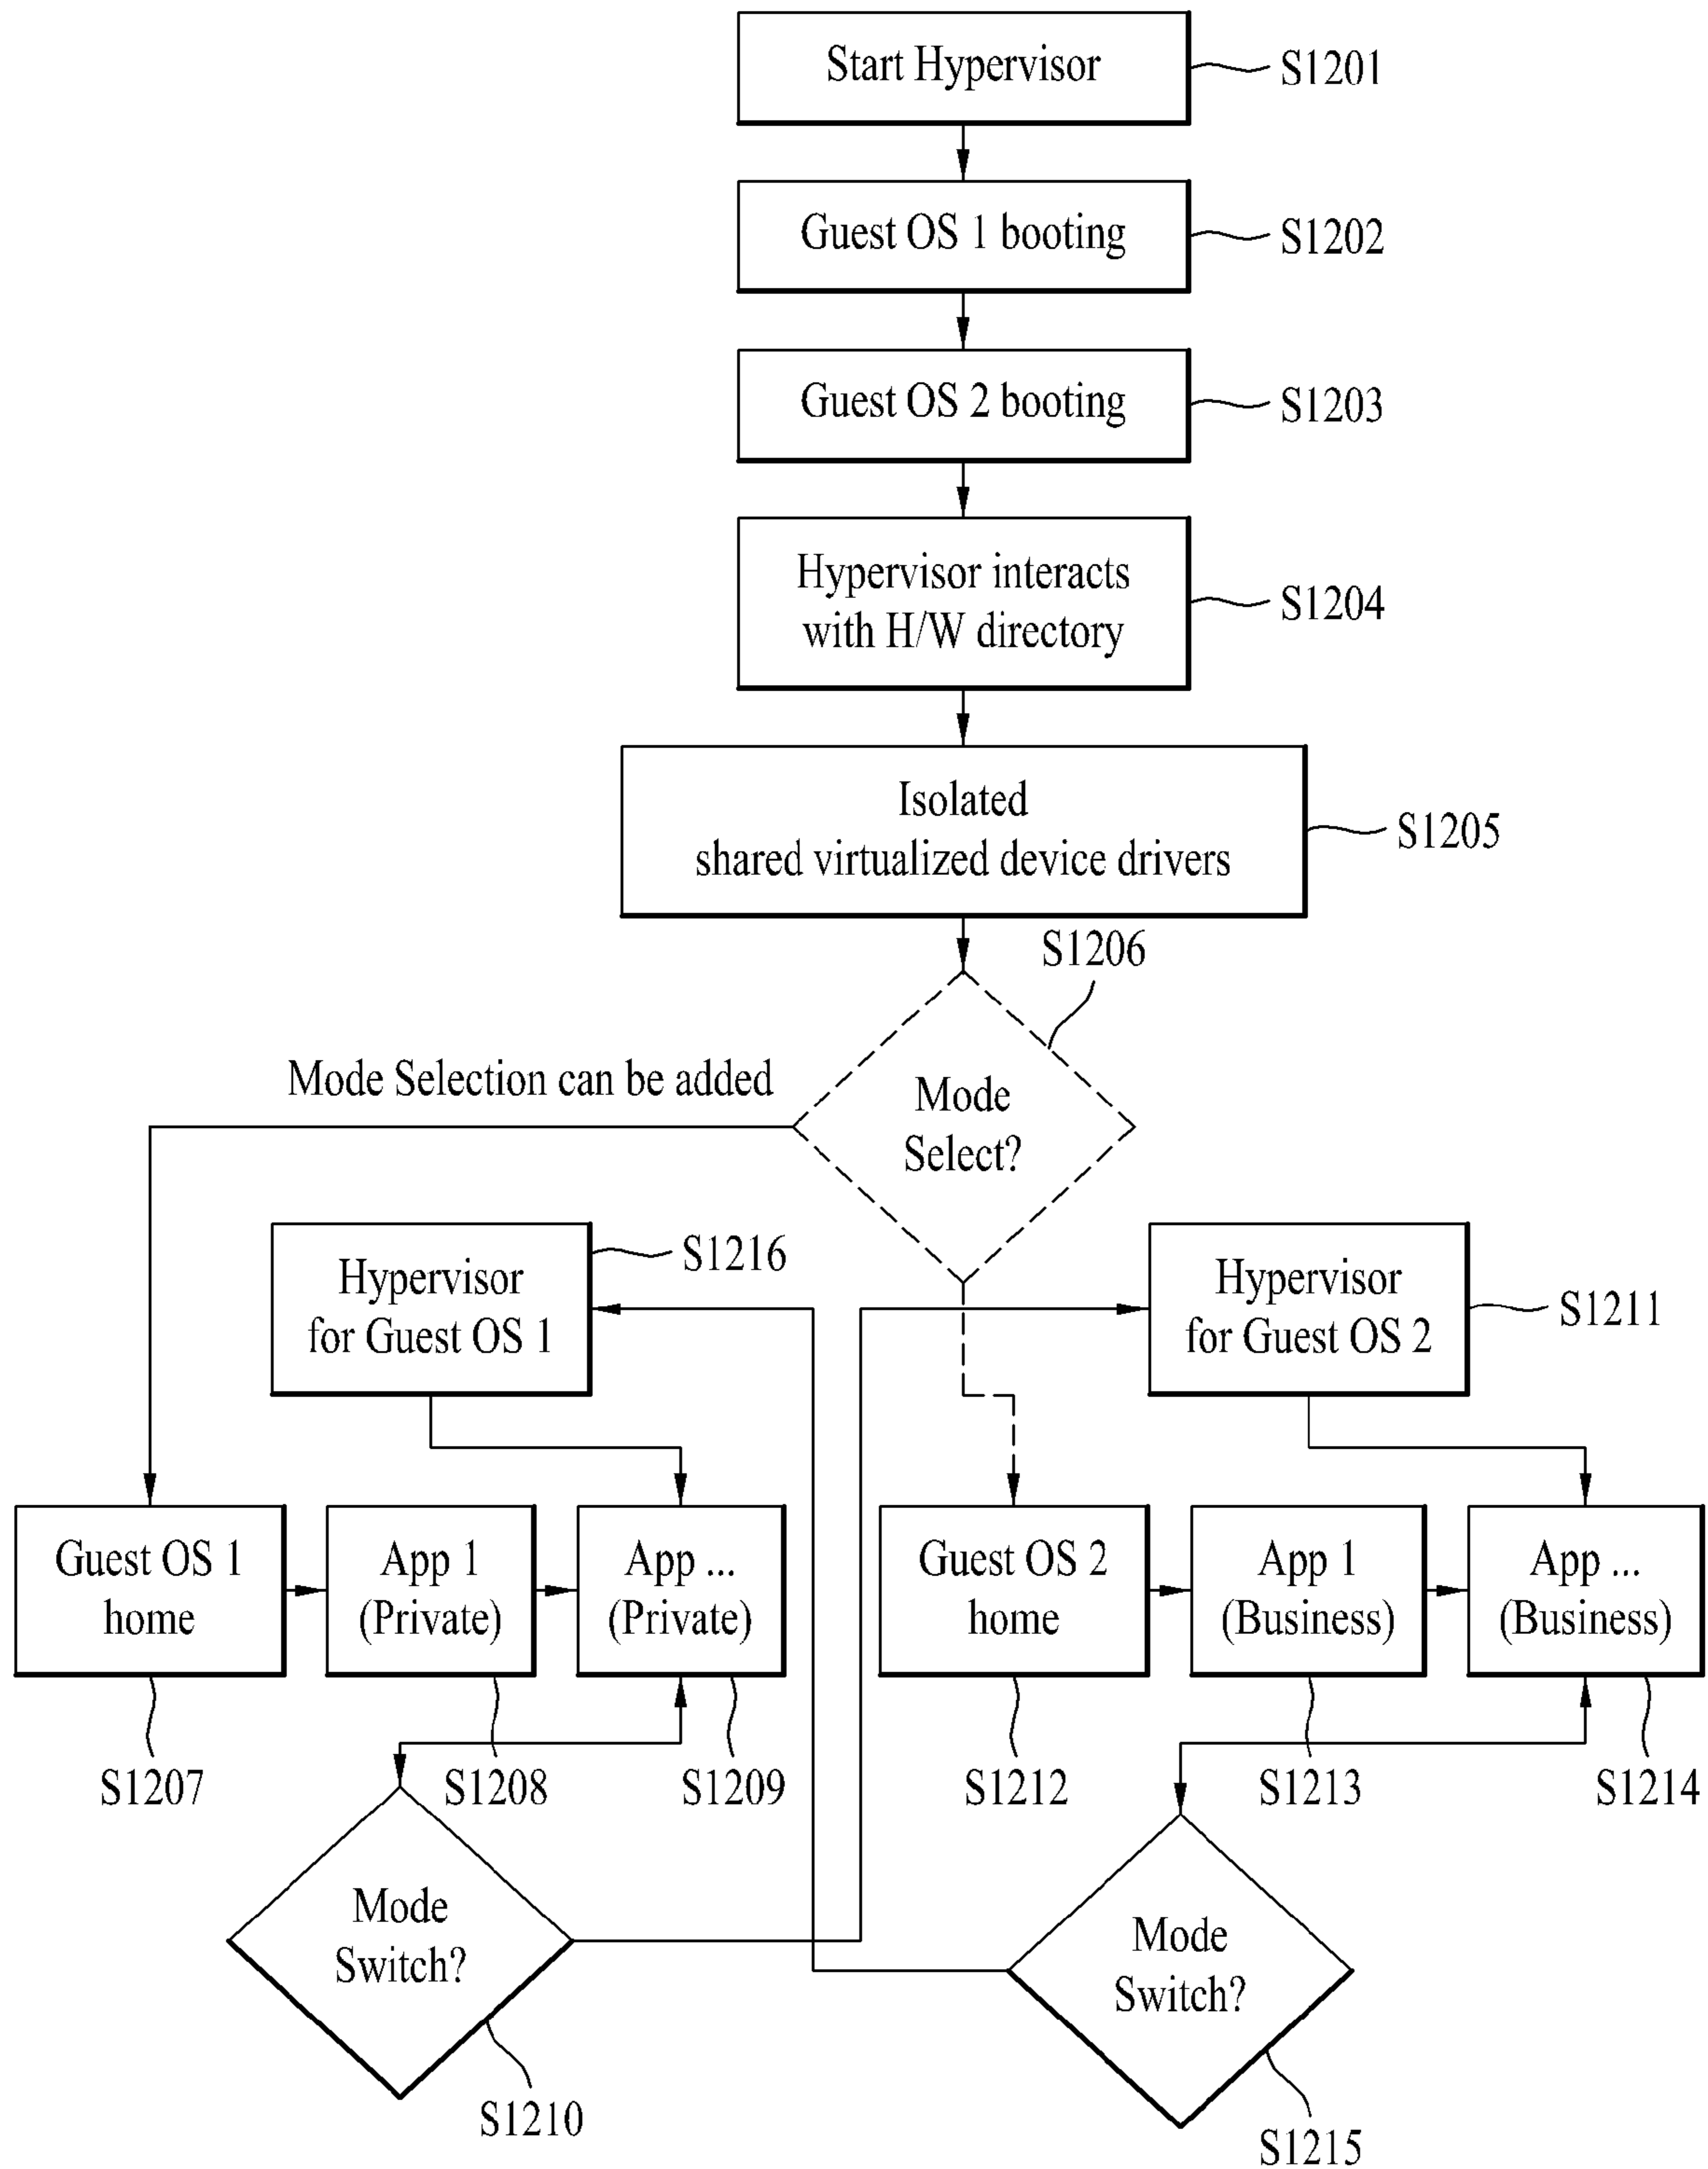 Start Hypervisor
S1201
Guest OS 1 booting
S1202
Guest OS 2 booting
S1203
Hypervisor interacts
with H/W directory
S1204
Isolated
shared virtualized device drivers
S1205
S1206
Mode Selection can be added
Mode
Select?
Hypervisor
for Guest OS 1
S1216
Hypervisor
for Guest OS 2
S1211
Guest OS 1
home
App 1
(Private)
App ...
(Private)
Guest OS 2
home
App 1
(Business)
App ...
(Business)
S1207
S1208
S1209
S1212
S1213
S1214
Mode
Switch?
S1210
Mode
Switch?
S1215